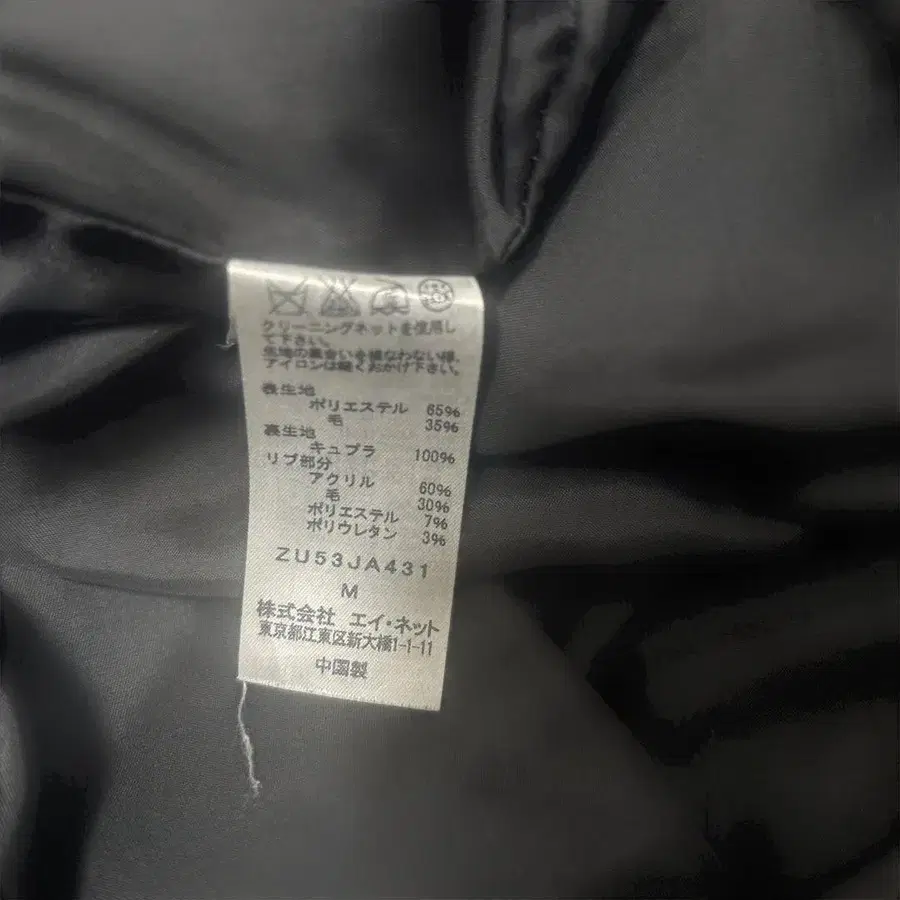 クリーニングネットを使用し
て下さい。
生地の風合いを損なわない様、
アイロンは軽くおかけ下さい。
表生地
ポリエステル 65%
毛 35%
裏生地
キュプラ 100%
リブ部分
アクリル 60%
毛 30%
ポリエステル 7%
ポリウレタン 3%
ZU53JA431
M
株式会社 エイ・ネット
東京都江東区新大橋1-1-11
中国製